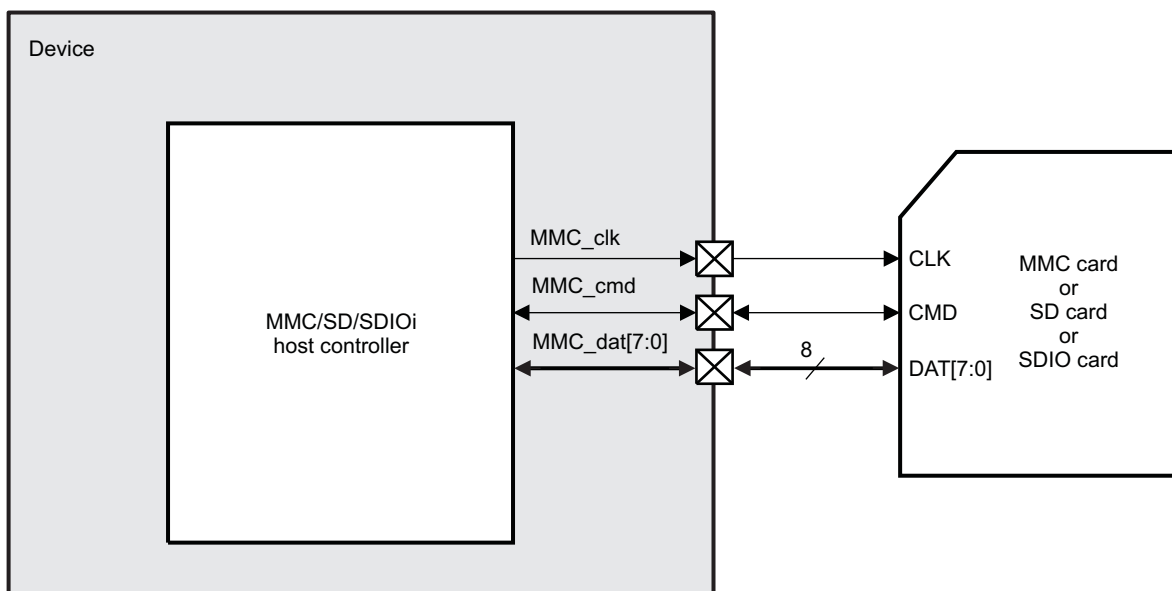 Device
MMC/SD/SDIOi
host controller
MMC_clk
MMC_cmd
MMC_dat[7:0]
8
CLK
CMD
DAT[7:0]
MMC card
or
SD card
or
SDIO card